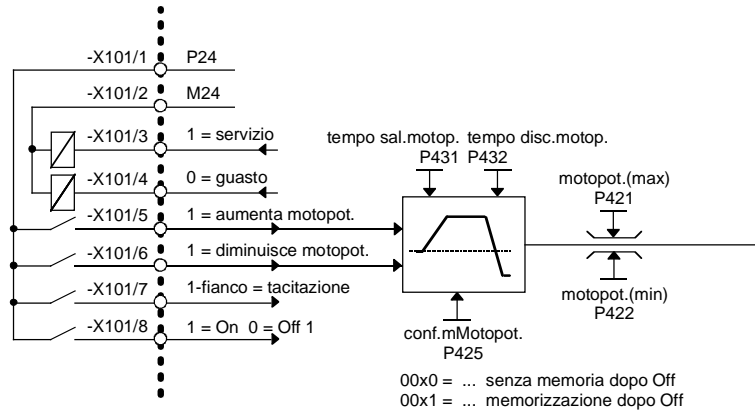 -X101/1 P24
-X101/2 M24
-X101/3 1 = servizio
-X101/4 0 = guasto
-X101/5 1 = aumenta motopot.
-X101/6 1 = diminuisce motopot.
-X101/7 1-fianco = tacitazione
-X101/8 1 = On 0 = Off 1
tempo sal.motop. tempo disc.motop.
P431 P432
motopot.(max)
P421
motopot.(min)
P422
conf.mMotopot.
P425
00x0 = ... senza memoria dopo Off
00x1 = ... memorizzazione dopo Off